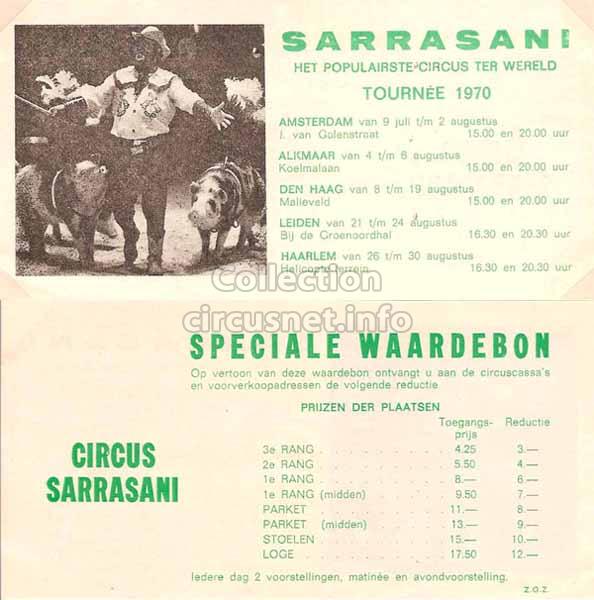 SARRASANI
HET POPULAIRSTE CIRCUS TER WERELD
TOURNÉE 1970
AMSTERDAM van 9 juli t/m 2 augustus
J. van Galenstraat 15.00 en 20.00 uur
ALKMAAR van 4 t/m 6 augustus
Koelmalaan 15.00 en 20.00 uur
DEN HAAG van 8 t/m 19 augustus
Malieveld 15.00 en 20.00 uur
LEIDEN van 21 t/m 24 augustus
Bij de Groenoordhal 16.30 en 20.30 uur
HAARLEM van 26 t/m 30 augustus
Helicopterterrein 16.30 en 20.30 uur
Collection
circusnet.info
SPECIALE WAARDEBON
Op vertoon van deze waardebon ontvangt u aan de circuscassa's
en voorverkoopadressen de volgende reductie
PRIJZEN DER PLAATSEN
Toegangs- Reductie
prijs
3e RANG . . . . . . . . 4.25 3.—
2e RANG . . . . . . . . 5.50 4.—
1e RANG . . . . . . . . 8.— 6.—
1e RANG (midden) . . . . 9.50 7.—
PARKET . . . . . . . . 11.— 8.—
PARKET (midden) . . . . 13.— 9.—
STOELEN . . . . . . . . 15.— 10.—
LOGE . . . . . . . . 17.50 12.—
CIRCUS
SARRASANI
Iedere dag 2 voorstellingen, matinée en avondvoorstelling.
z.o.z.